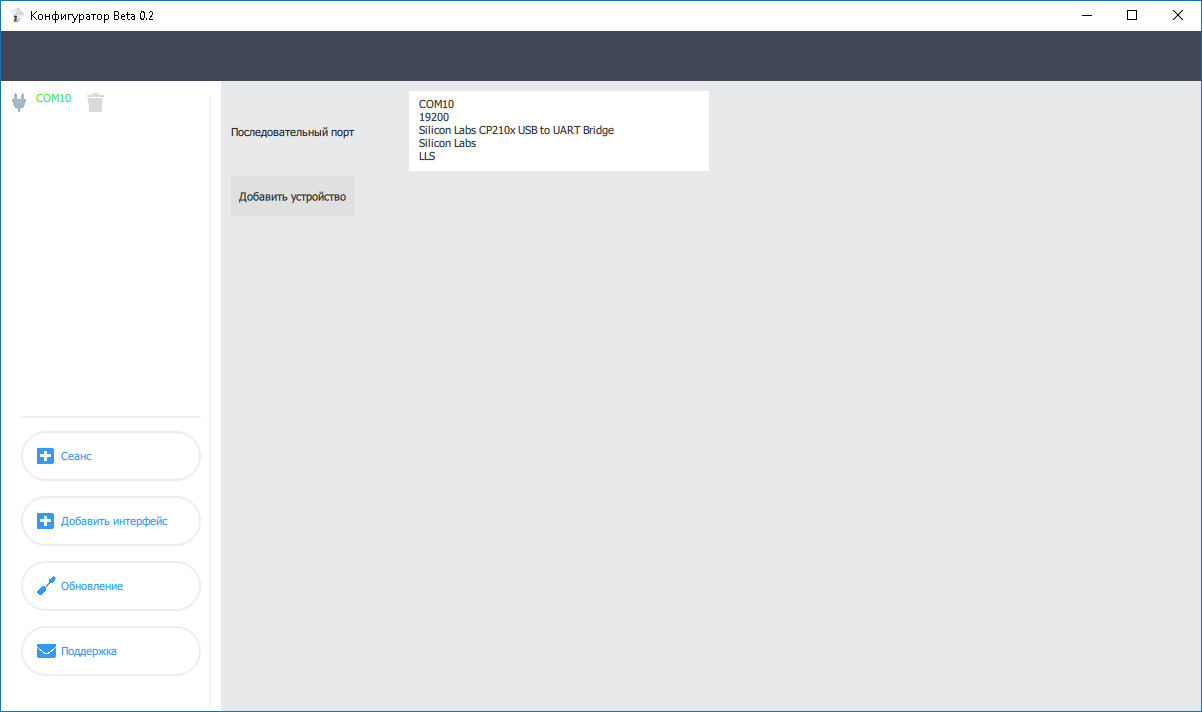 Конфигуратор Beta 0.2
COM10
Последовательный порт
COM10
19200
Silicon Labs CP210x USB to UART Bridge
Silicon Labs
LLS
Добавить устройство
Сеанс
Добавить интерфейс
Обновление
Поддержка